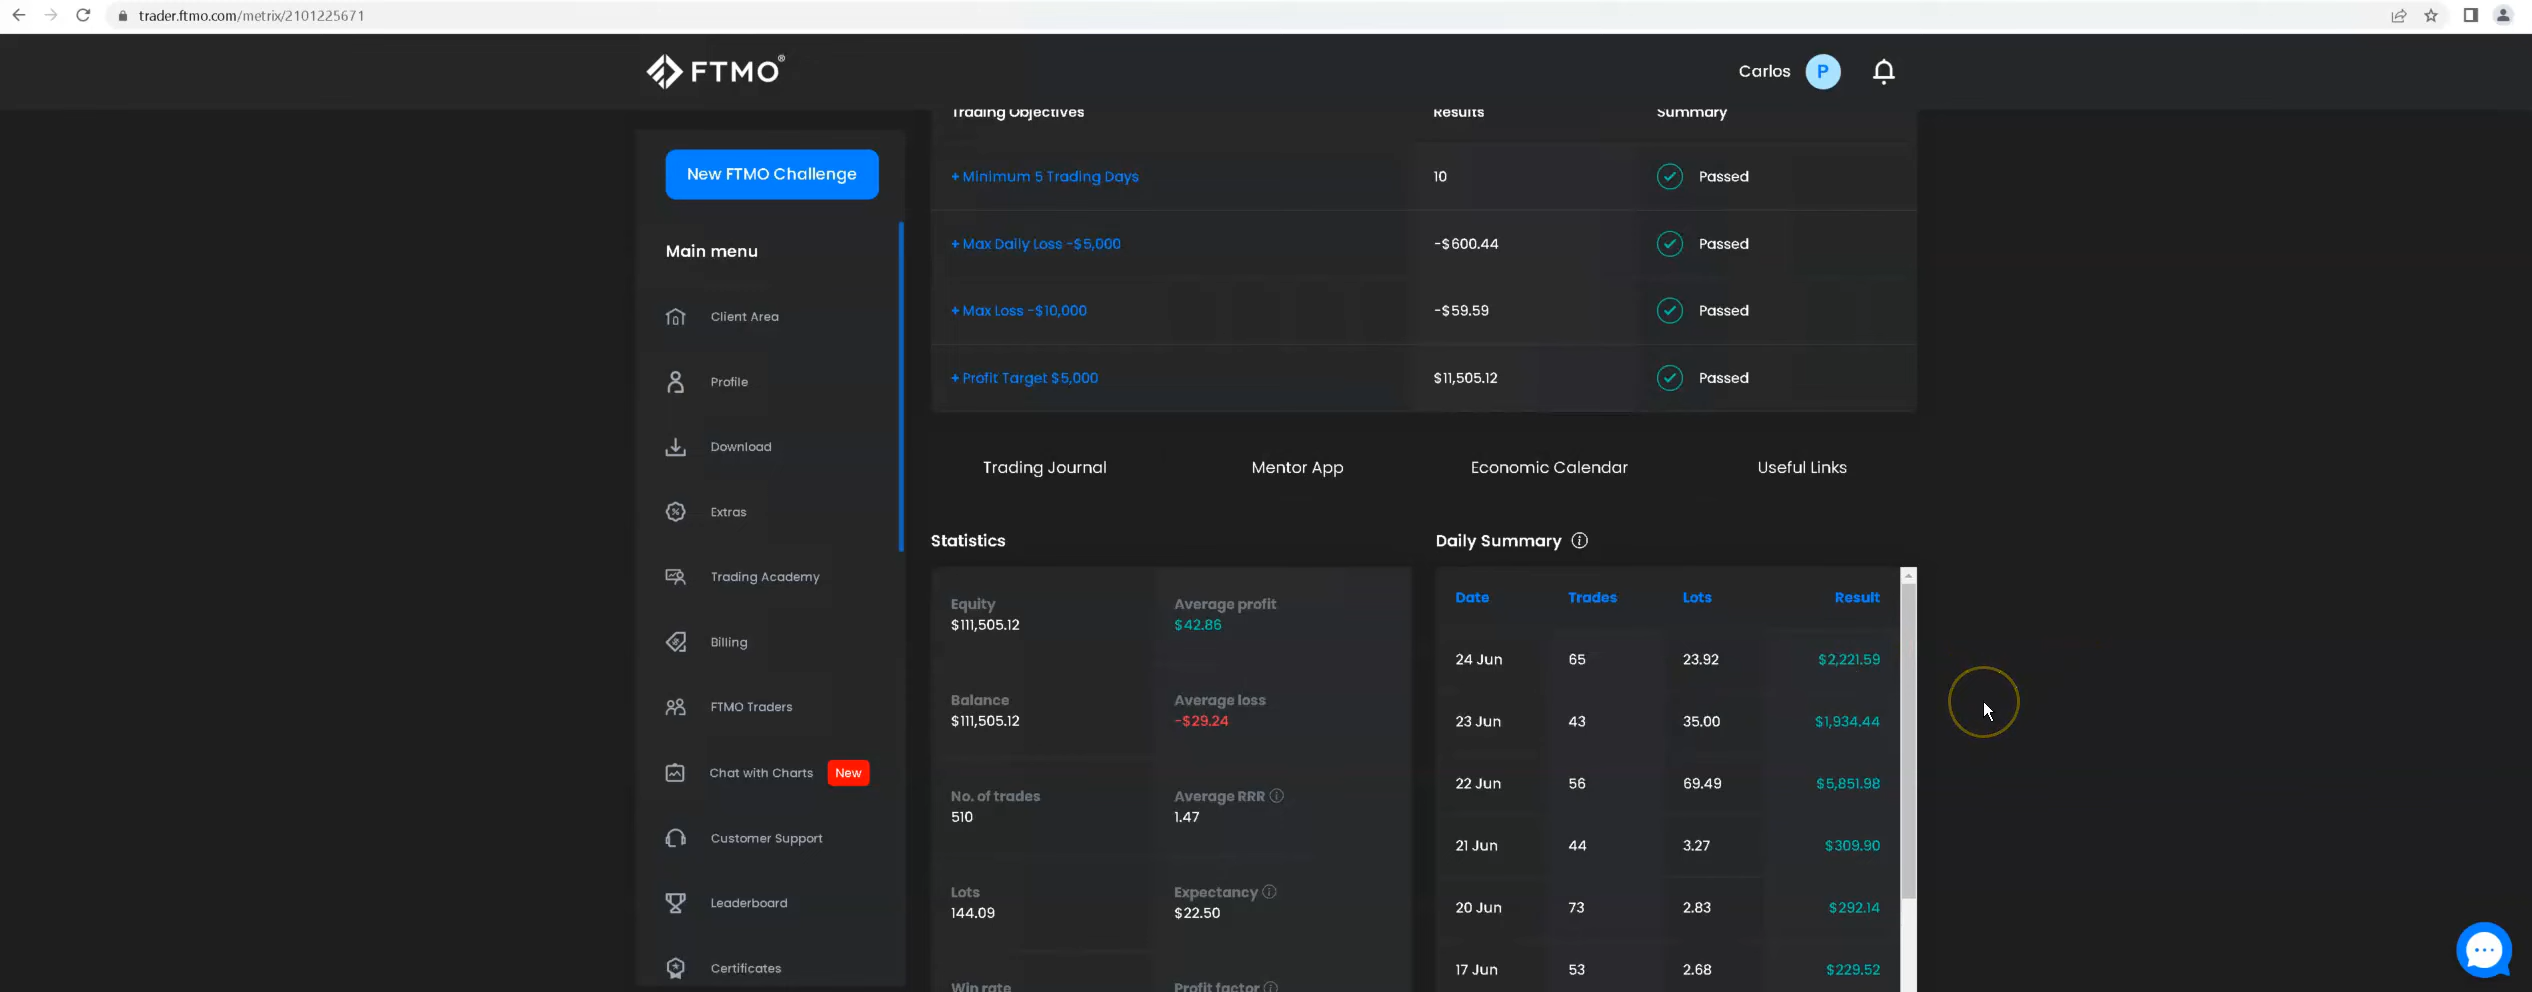 trader.ftmo.com/metrix/2101225671
FTMO®
Carlos
P
New FTMO Challenge
Main menu
Client Area
Profile
Download
Extras
Trading Academy
Billing
FTMO Traders
Chat with Charts New
Customer Support
Leaderboard
Certificates
Trading Objectives Results Summary
+ Minimum 5 Trading Days 10 Passed
+ Max Daily Loss -$5,000 -$600.44 Passed
+ Max Loss -$10,000 -$59.59 Passed
+ Profit Target $5,000 $11,505.12 Passed
Trading Journal Mentor App Economic Calendar Useful Links
Statistics
Equity Average profit
$111,505.12 $42.86
Balance Average loss
$111,505.12 -$29.24
No. of trades Average RRR
510 1.47
Lots Expectancy
144.09 $22.50
Win rate Profit factor
Daily Summary
Date Trades Lots Result
24 Jun 65 23.92 $2,221.59
23 Jun 43 35.00 $1,934.44
22 Jun 56 69.49 $5,851.98
21 Jun 44 3.27 $309.90
20 Jun 73 2.83 $292.14
17 Jun 53 2.68 $229.52